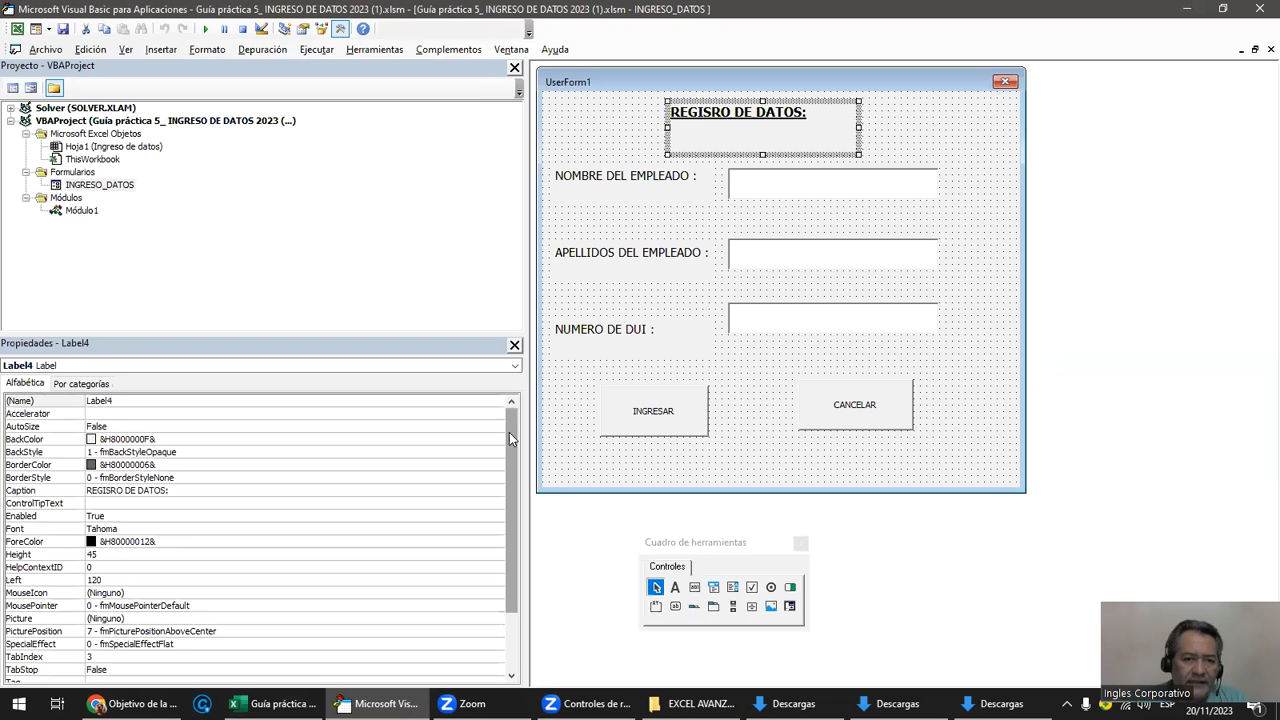 Microsoft Visual Basic para Aplicaciones - Guía práctica 5_ INGRESO DE DATOS 2023 (1).xlsm - [Guía práctica 5_ INGRESO DE DATOS 2023 (1).xlsm - INGRESO_DATOS ]
Archivo Edición Ver Insertar Formato Depuración Ejecutar Herramientas Complementos Ventana Ayuda
Proyecto - VBAProject
Solver (SOLVER.XLAM)
VBAProject (Guía práctica 5_ INGRESO DE DATOS 2023 (...)
Microsoft Excel Objetos
Hoja1 (Ingreso de datos)
ThisWorkbook
Formularios
INGRESO_DATOS
Módulos
Módulo1
Propiedades - Label4
Label4 Label
Alfabética Por categorías
(Name) Label4
Accelerator
AutoSize False
BackColor &H8000000F&
BackStyle 1 - fmBackStyleOpaque
BorderColor &H80000006&
BorderStyle 0 - fmBorderStyleNone
Caption REGISRO DE DATOS:
ControlTipText
Enabled True
Font Tahoma
ForeColor &H80000012&
Height 45
HelpContextID 0
Left 120
MouseIcon (Ninguno)
MousePointer 0 - fmMousePointerDefault
Picture (Ninguno)
PicturePosition 7 - fmPicturePositionAboveCenter
SpecialEffect 0 - fmSpecialEffectFlat
TabIndex 3
TabStop False
UserForm1
REGISRO DE DATOS:
NOMBRE DEL EMPLEADO :
APELLIDOS DEL EMPLEADO :
NUMERO DE DUI :
INGRESAR
CANCELAR
Cuadro de herramientas
Controles
Ingles Corporativo
Objetivo de la ...
Guía práctica ...
Microsoft Vis...
Zoom
Controles de r...
EXCEL AVANZ...
Descargas
Descargas
Descargas
ESP
20/11/2023